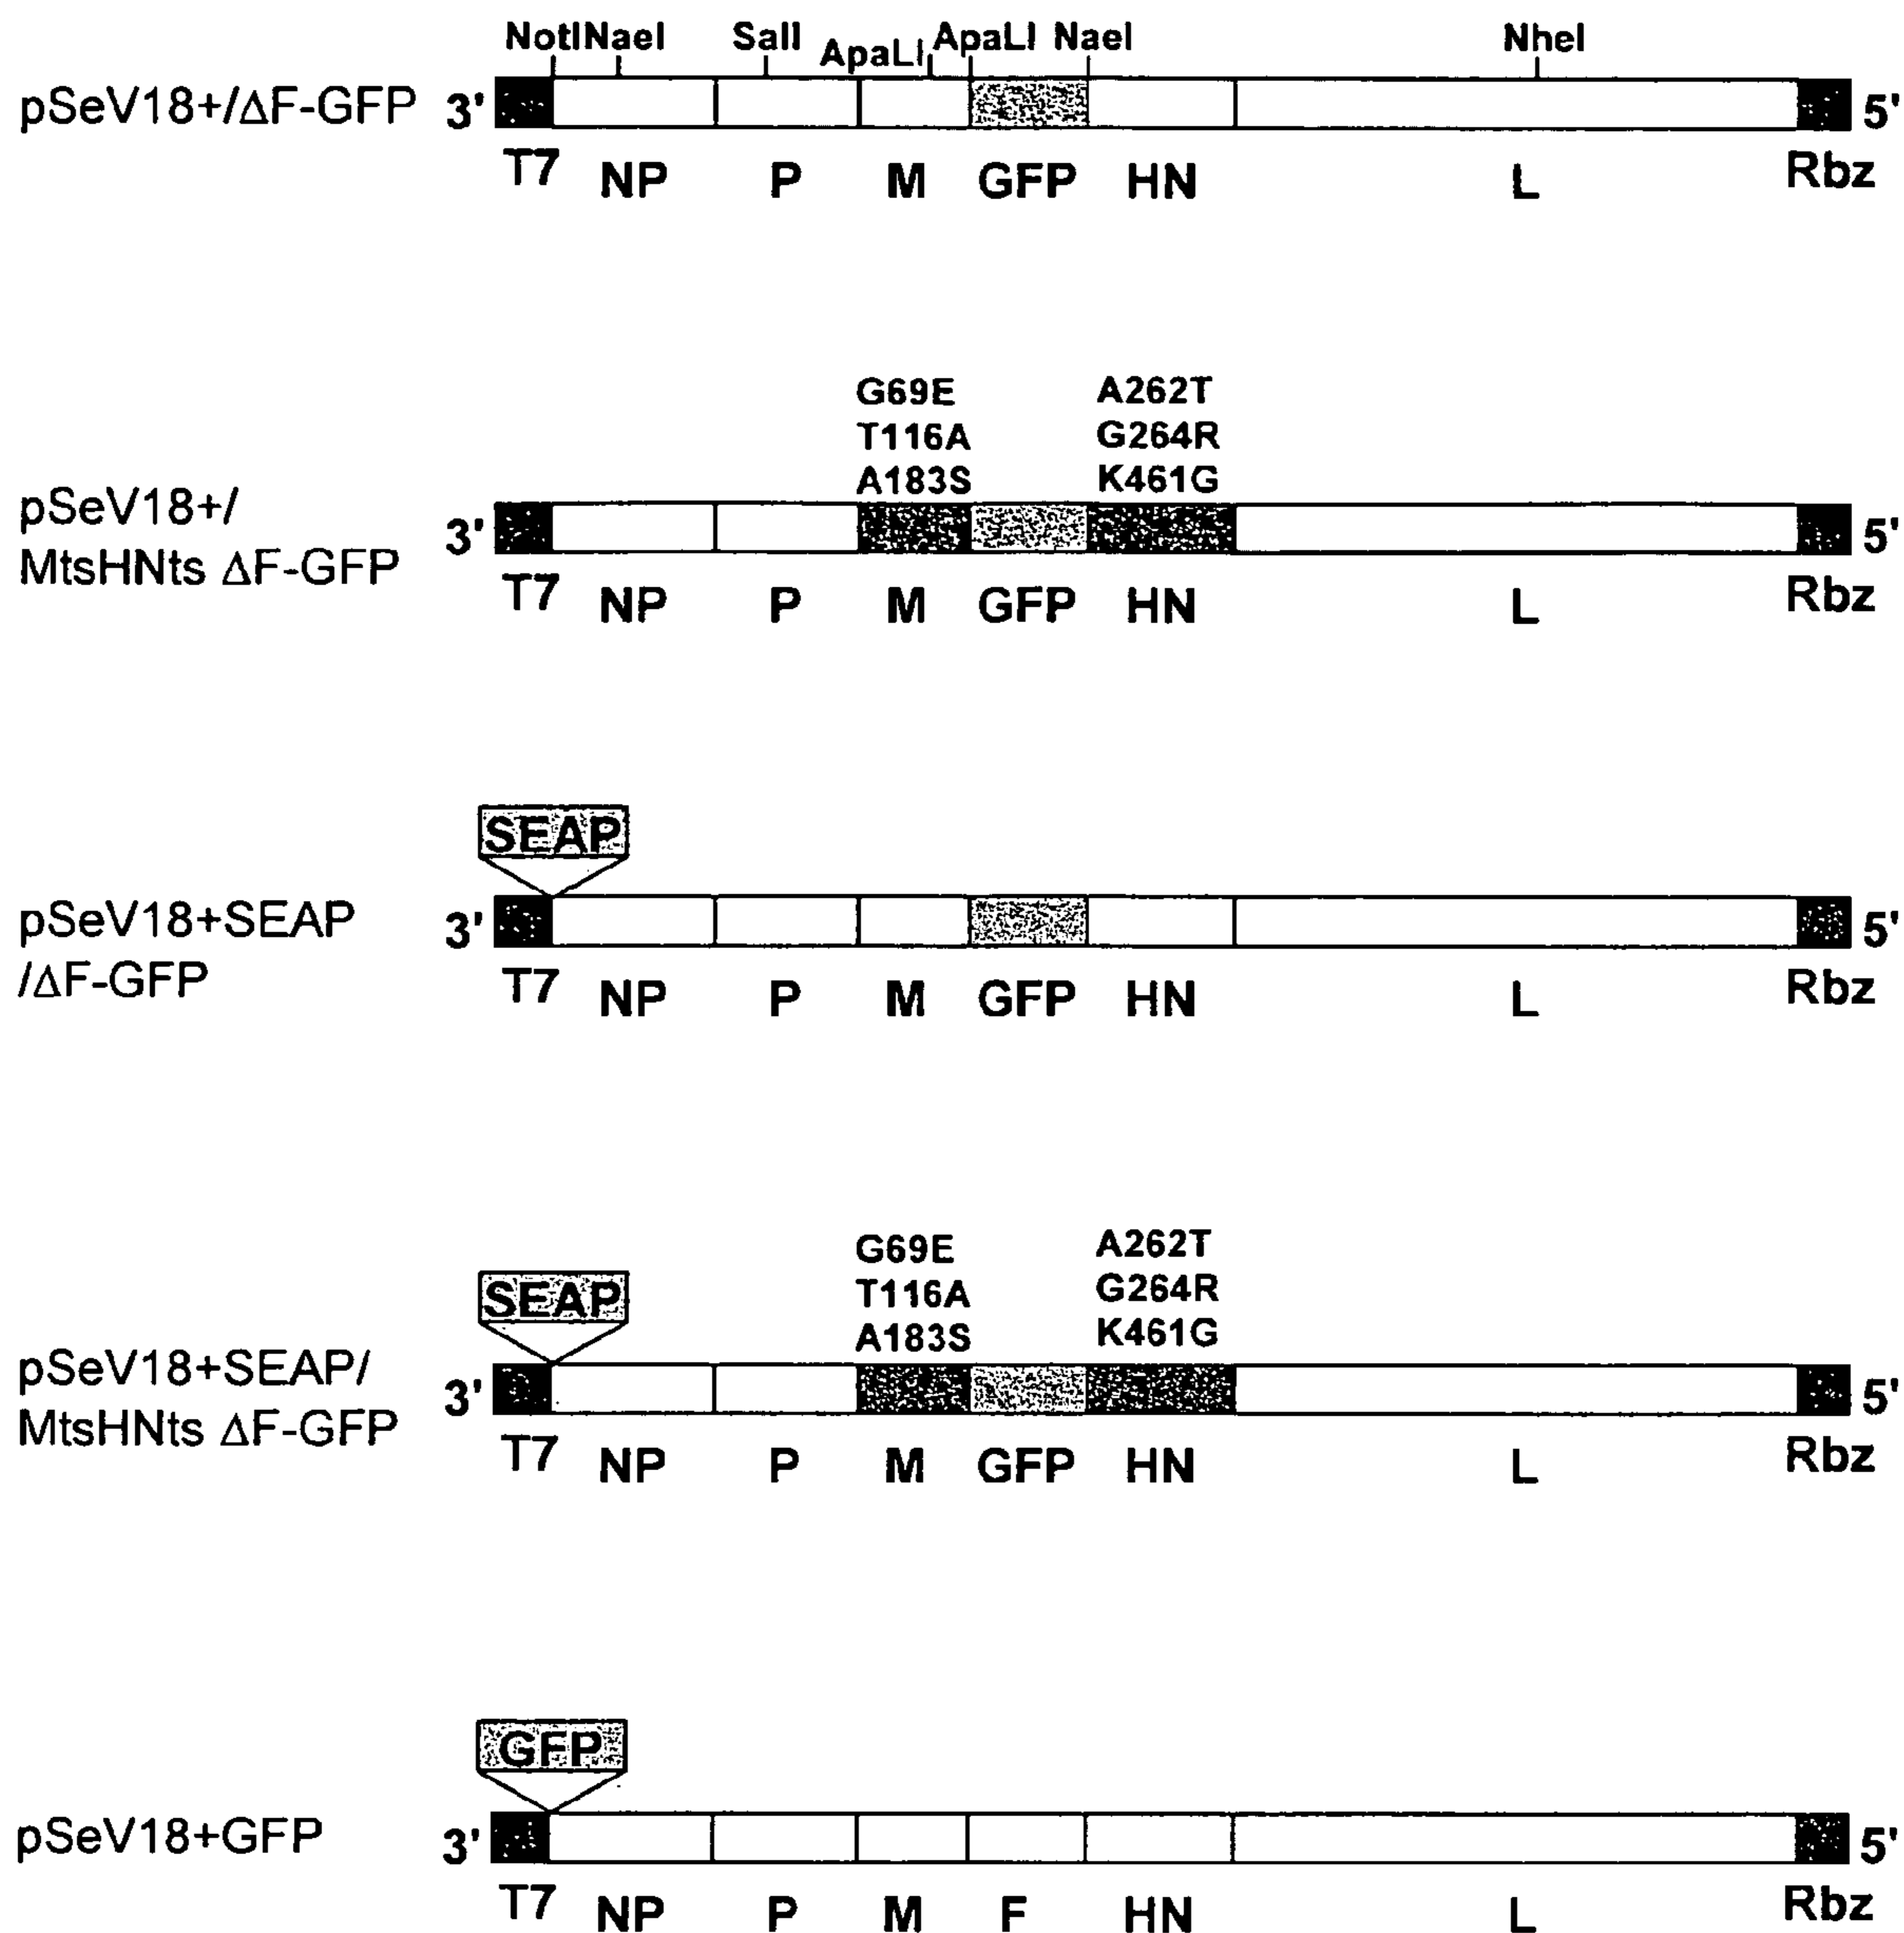 NotI NaeI SalI ApaLI ApaLI NaeI NheI
pSeV18+/ΔF-GFP 3' 5'
T7 NP P M GFP HN L Rbz
G69E A262T
T116A G264R
A183S K461G
pSeV18+/
3' 5'
MtsHNts ΔF-GFP
T7 NP P M GFP HN L Rbz
SEAP
pSeV18+SEAP 3' 5'
/ΔF-GFP
T7 NP P M GFP HN L Rbz
G69E A262T
T116A G264R
A183S K461G
SEAP
pSeV18+SEAP/
3' 5'
MtsHNts ΔF-GFP
T7 NP P M GFP HN L Rbz
GFP
pSeV18+GFP 3' 5'
T7 NP P M F HN L Rbz